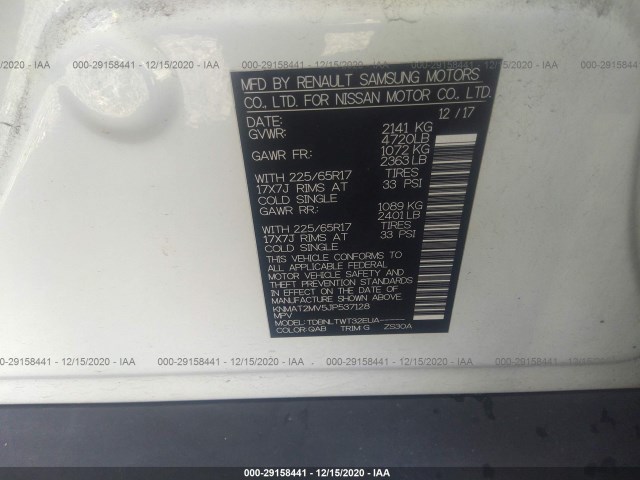 15/2020 - IAA
000-29158441 - 12/15/2020 - IAA
000-29158441 - 12/15/2020 - IAA
000-29158441 - 12/15/2020 - IAA
MFD BY RENAULT SAMSUNG MOTORS
CO., LTD. FOR NISSAN MOTOR CO., LTD.
DATE: 12 / 17
GVWR: 2141 KG
4720LB
GAWR FR: 1072 KG
2363 LB
WITH 225/65R17 TIRES
17X7J RIMS AT 33 PSI
COLD SINGLE
GAWR RR: 1089 KG
2401 LB
WITH 225/65R17 TIRES
17X7J RIMS AT 33 PSI
COLD SINGLE
THIS VEHICLE CONFORMS TO
ALL APPLICABLE FEDERAL
MOTOR VEHICLE SAFETY AND
THEFT PREVENTION STANDARDS
IN EFFECT ON THE DATE OF
MANUFACTURE SHOWN ABOVE.
KNMAT2MV5JP537128
MPV
MODEL: TDBNLTWT32EUA-----
COLOR: QAB TRIM: G ZS30A
15/2020 - IAA
000-29158441 - 12/15/2020 - IAA
000-29158441 - 12/15/2020 - IAA
000-29158441 - 12/15/2020 - IAA
000-29158441 - 12/15/2020 - IAA